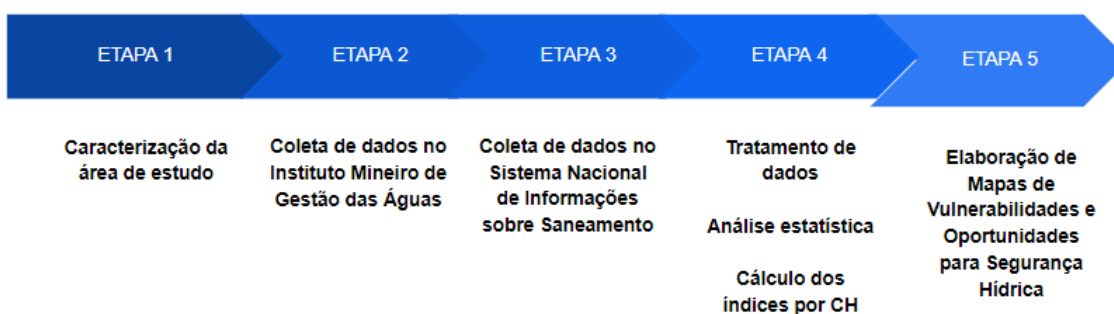 ETAPA 1
ETAPA 2
ETAPA 3
ETAPA 4
ETAPA 5
Caracterização da
área de estudo
Coleta de dados no
Instituto Mineiro de
Gestão das Águas
Coleta de dados no
Sistema Nacional
de Informações
sobre Saneamento
Tratamento de
dados
Análise estatística
Cálculo dos
índices por CH
Elaboração de
Mapas de
Vulnerabilidades e
Oportunidades
para Segurança
Hídrica